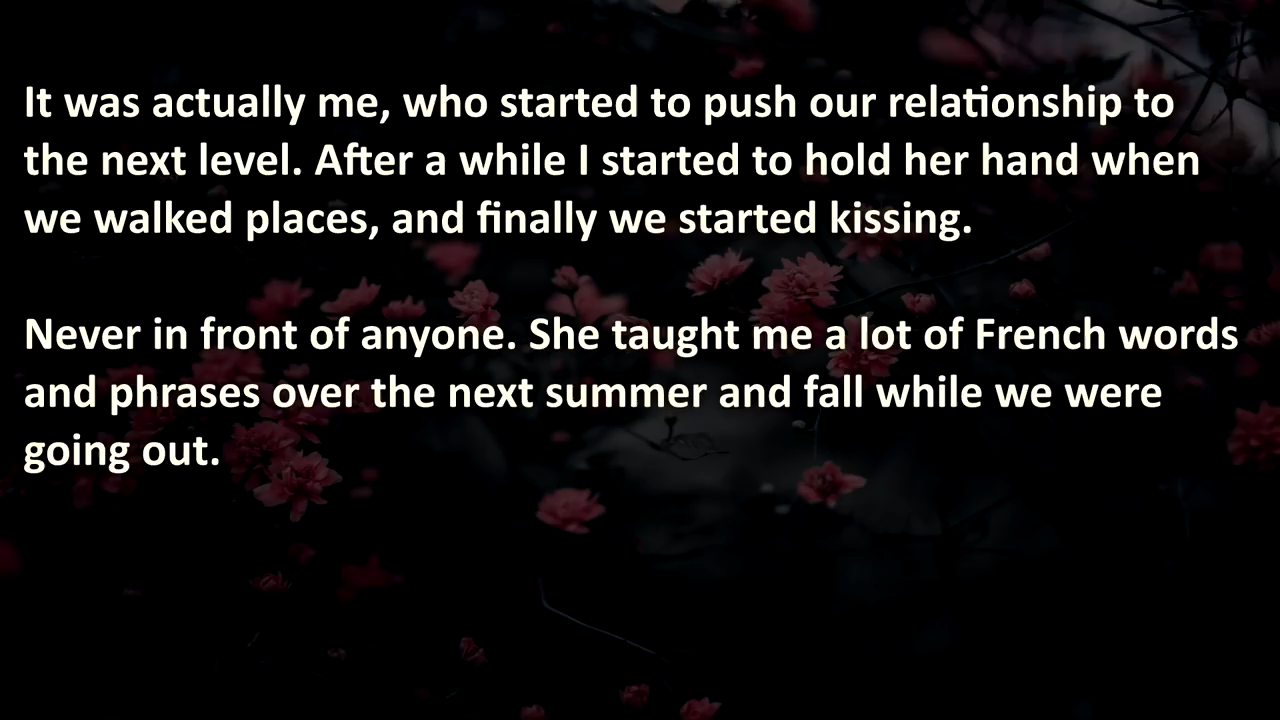 It was actually me, who started to push our relationship to
the next level. After a while I started to hold her hand when
we walked places, and finally we started kissing.
Never in front of anyone. She taught me a lot of French words
and phrases over the next summer and fall while we were
going out.